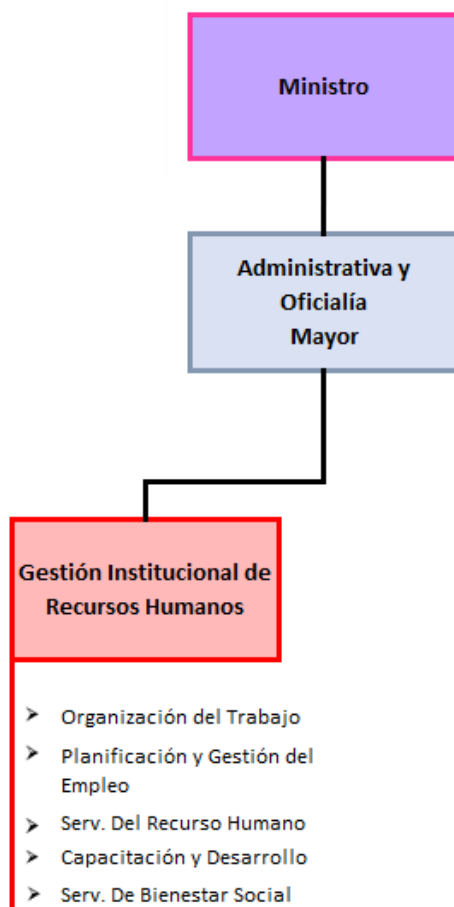 Ministro
Administrativa y
Oficialía
Mayor
Gestión Institucional de
Recursos Humanos
Organización del Trabajo
Planificación y Gestión del
Empleo
Serv. Del Recurso Humano
Capacitación y Desarrollo
Serv. De Bienestar Social